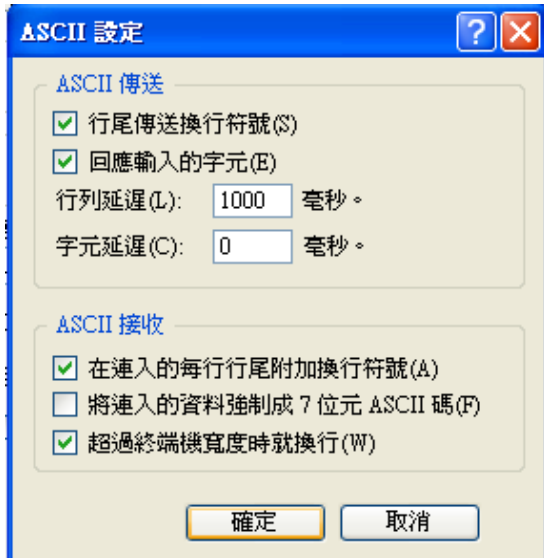 ASCII 設定
ASCII 傳送
行尾傳送換行符號(S)
回應輸入的字元(E)
行列延遲(L): 1000 毫秒。
字元延遲(C): 0 毫秒。
ASCII 接收
在連入的每行行尾附加換行符號(A)
將連入的資料強制成 7 位元 ASCII 碼(F)
超過終端機寬度時就換行(W)
確定 取消